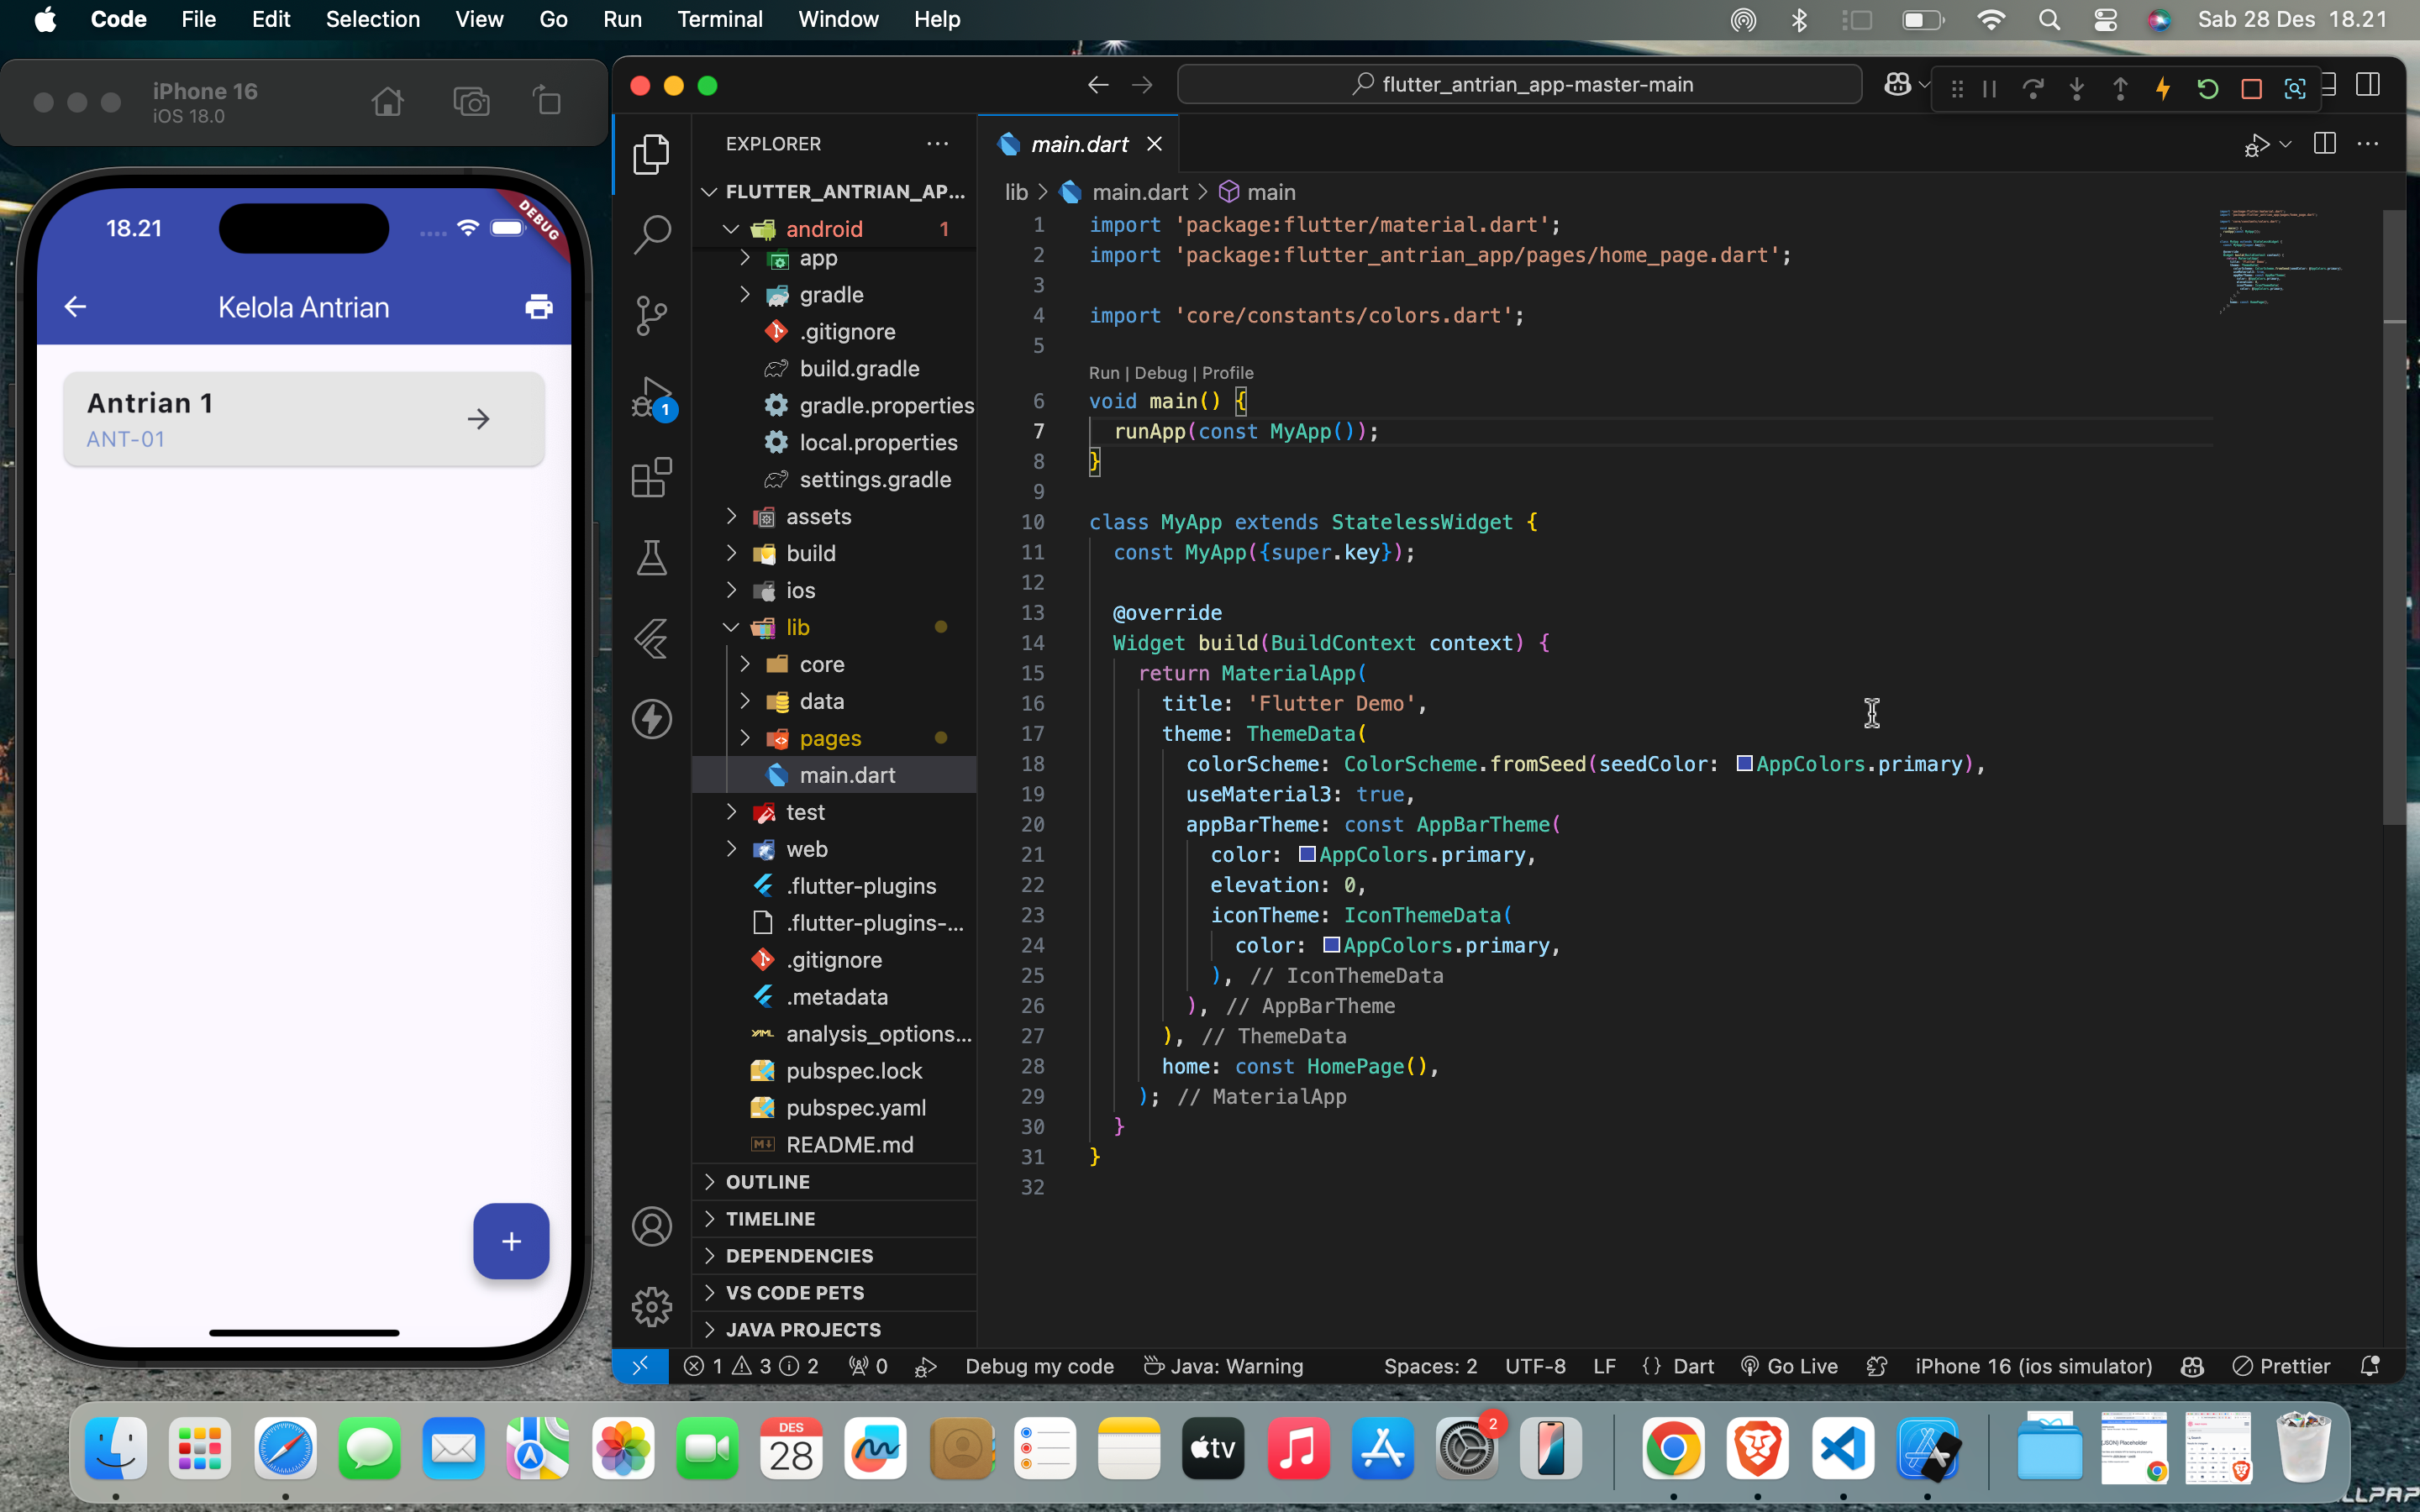 Code File Edit Selection View Go Run Terminal Window Help
Sab 28 Des 18.21
iPhone 16
iOS 18.0
18.21
DEBUG
Kelola Antrian
Antrian 1
ANT-01
+
flutter_antrian_app-master-main
EXPLORER
FLUTTER_ANTRIAN_AP...
android 1
app
gradle
.gitignore
build.gradle
gradle.properties
local.properties
settings.gradle
assets
build
ios
lib
core
data
pages
main.dart
test
web
.flutter-plugins
.flutter-plugins-...
.gitignore
.metadata
analysis_options...
pubspec.lock
pubspec.yaml
README.md
OUTLINE
TIMELINE
DEPENDENCIES
VS CODE PETS
JAVA PROJECTS
1
main.dart
lib > main.dart > main
1 import 'package:flutter/material.dart';
2 import 'package:flutter_antrian_app/pages/home_page.dart';
3
4 import 'core/constants/colors.dart';
5
Run | Debug | Profile
6 void main() {
7 runApp(const MyApp());
8 }
9
10 class MyApp extends StatelessWidget {
11 const MyApp({super.key});
12
13 @override
14 Widget build(BuildContext context) {
15 return MaterialApp(
16 title: 'Flutter Demo',
17 theme: ThemeData(
18 colorScheme: ColorScheme.fromSeed(seedColor: AppColors.primary),
19 useMaterial3: true,
20 appBarTheme: const AppBarTheme(
21 color: AppColors.primary,
22 elevation: 0,
23 iconTheme: IconThemeData(
24 color: AppColors.primary,
25 ), // IconThemeData
26 ), // AppBarTheme
27 ), // ThemeData
28 home: const HomePage(),
29 ); // MaterialApp
30 }
31 }
32
1 3 2 0 Debug my code Java: Warning Spaces: 2 UTF-8 LF {} Dart Go Live iPhone 16 (ios simulator) Prettier
DES
28
tv
2